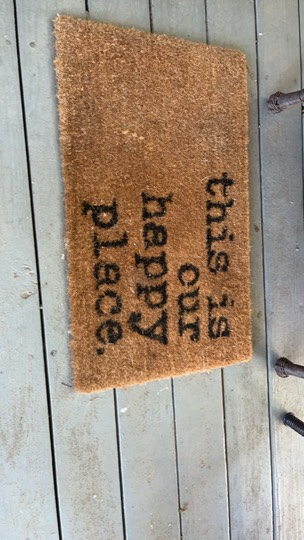 this is
our
happy
place.